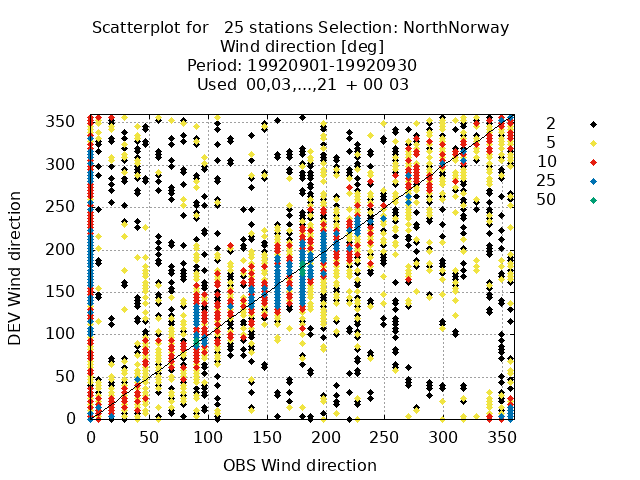 Scatterplot for   25 stations Selection: NorthNorway
Wind direction [deg]
Period: 19920901-19920930
Used  00,03,...,21  + 00 03
350
300
250
200
150
100
50
0
DEV Wind direction
0 50 100 150 200 250 300 350
OBS Wind direction
2
5
10
25
50